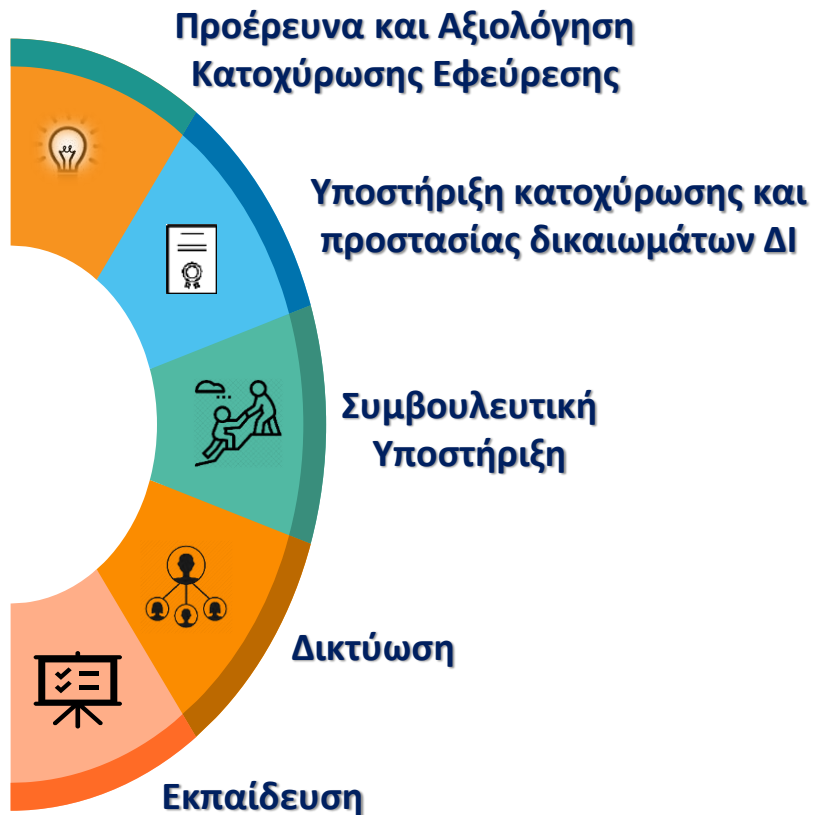 Προέρευνα και Αξιολόγηση
Κατοχύρωσης Εφεύρεσης
Υποστήριξη κατοχύρωσης και
προστασίας δικαιωμάτων ΔΙ
Συμβουλευτική
Υποστήριξη
Δικτύωση
Εκπαίδευση